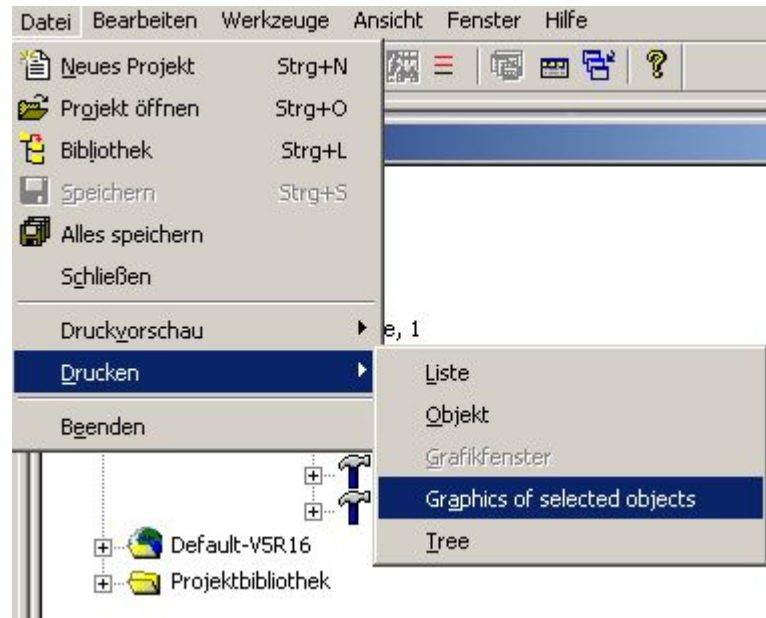 Datei Bearbeiten Werkzeuge Ansicht Fenster Hilfe
Neues Projekt Strg+N
Projekt öffnen Strg+O
Bibliothek Strg+L
Speichern Strg+S
Alles speichern
Schließen
Druckvorschau
e, 1
Drucken
Liste
Objekt
Grafikfenster
Graphics of selected objects
Tree
Beenden
Default-V5R16
Projektbibliothek